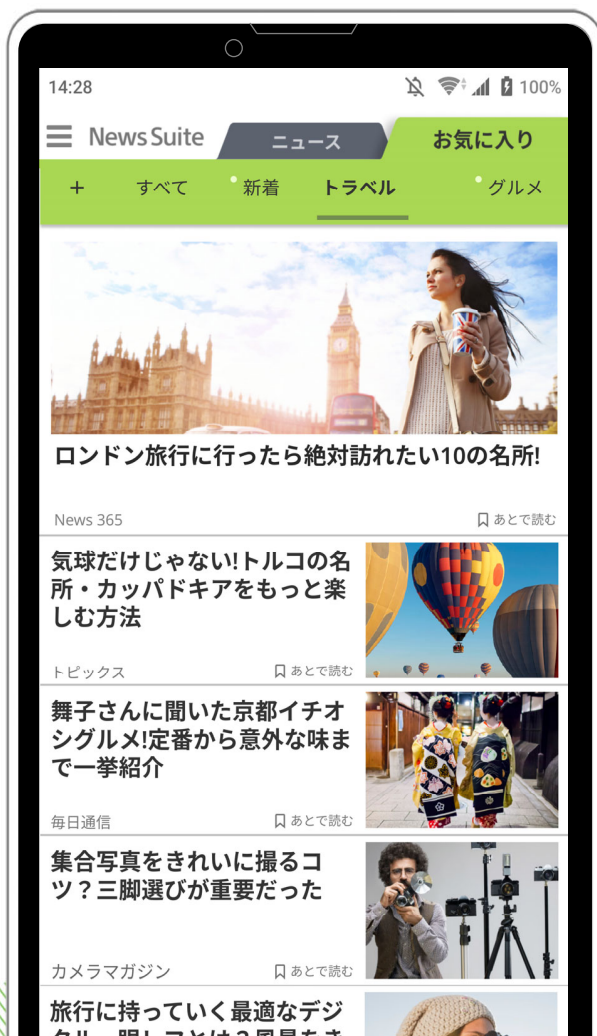 14:28 100%
News Suite ニュース お気に入り
+ すべて 新着 トラベル グルメ
ロンドン旅行に行ったら絶対訪れたい10の名所!
News 365 あとで読む
気球だけじゃない!トルコの名
所・カッパドキアをもっと楽
しむ方法
トピックス あとで読む
舞子さんに聞いた京都イチオ
シグルメ!定番から意外な味ま
で一挙紹介
毎日通信 あとで読む
集合写真をきれいに撮るコ
ツ？三脚選びが重要だった
カメラマガジン あとで読む
旅行に持っていく最適なデジ